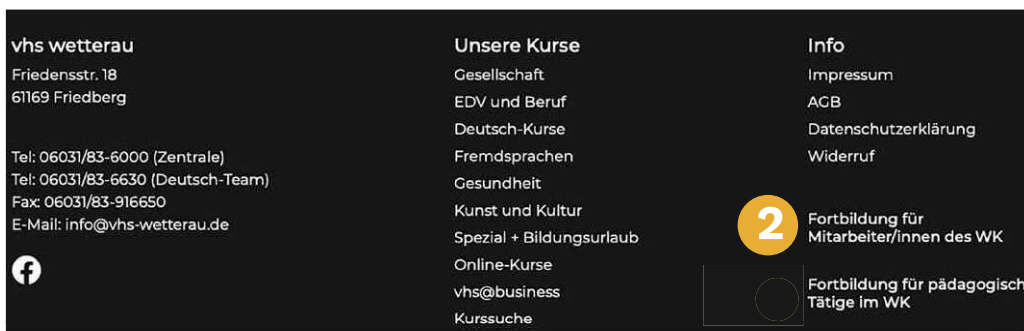 vhs wetterau
Friedensstr. 18
61169 Friedberg
Tel: 06031/83-6000 (Zentrale)
Tel: 06031/83-6630 (Deutsch-Team)
Fax: 06031/83-916650
E-Mail: info@vhs-wetterau.de
Unsere Kurse
Gesellschaft
EDV und Beruf
Deutsch-Kurse
Fremdsprachen
Gesundheit
Kunst und Kultur
Spezial + Bildungsurlaub
Online-Kurse
vhs@business
Kurssuche
Info
Impressum
AGB
Datenschutzerklärung
Widerruf
2
Fortbildung für
Mitarbeiter/innen des WK
Fortbildung für pädagogisch
Tätige im WK